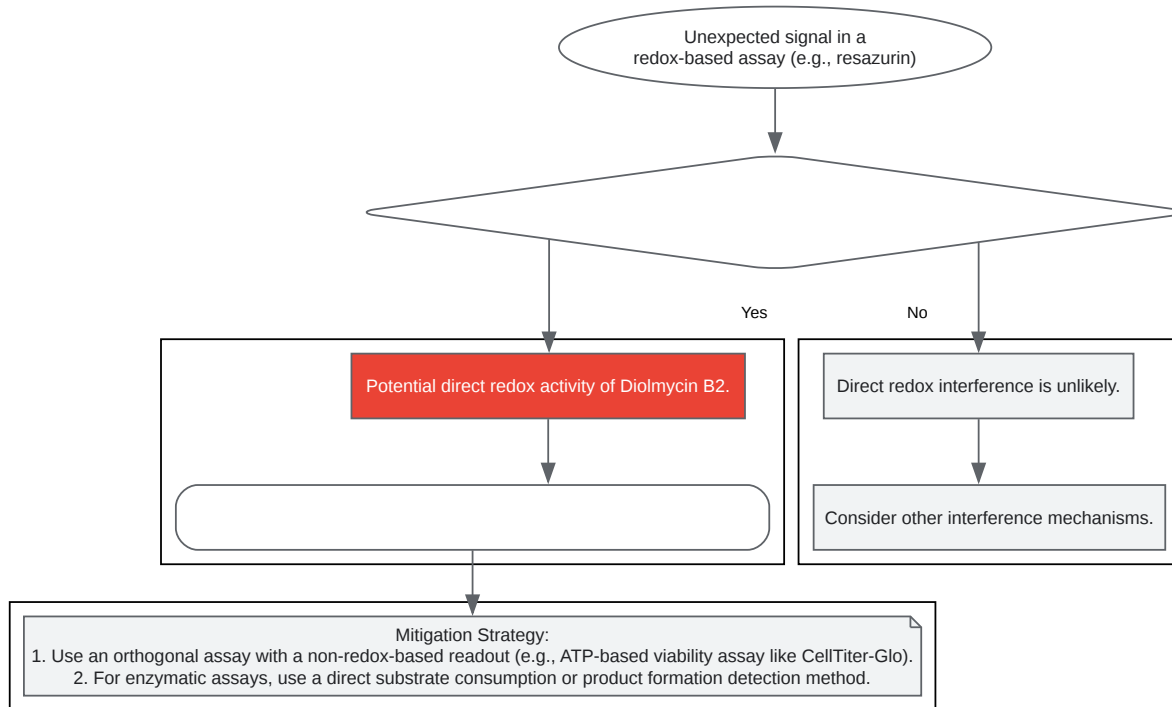 Unexpected signal in a
redox-based assay (e.g., resazurin)
Yes
No
Potential direct redox activity of Diolmycin B2.
Direct redox interference is unlikely.
Consider other interference mechanisms.
Mitigation Strategy:
1. Use an orthogonal assay with a non-redox-based readout (e.g., ATP-based viability assay like CellTiter-Glo).
2. For enzymatic assays, use a direct substrate consumption or product formation detection method.